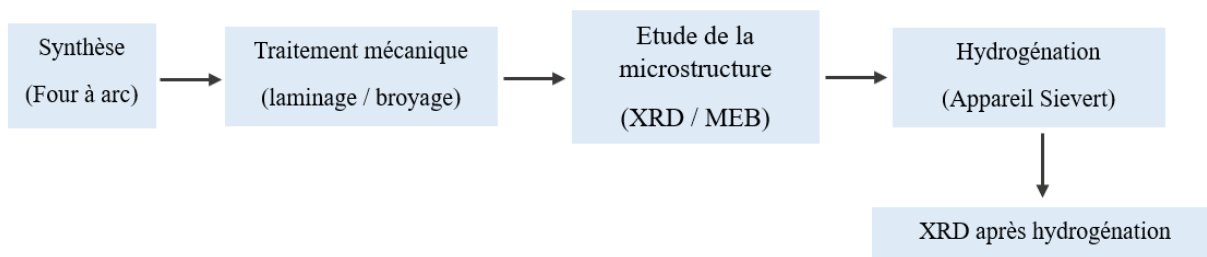 Synthèse
(Four à arc)
Traitement mécanique
(laminage / broyage)
Etude de la
microstructure
(XRD / MEB)
Hydrogénation
(Appareil Sievert)
XRD après hydrogénation